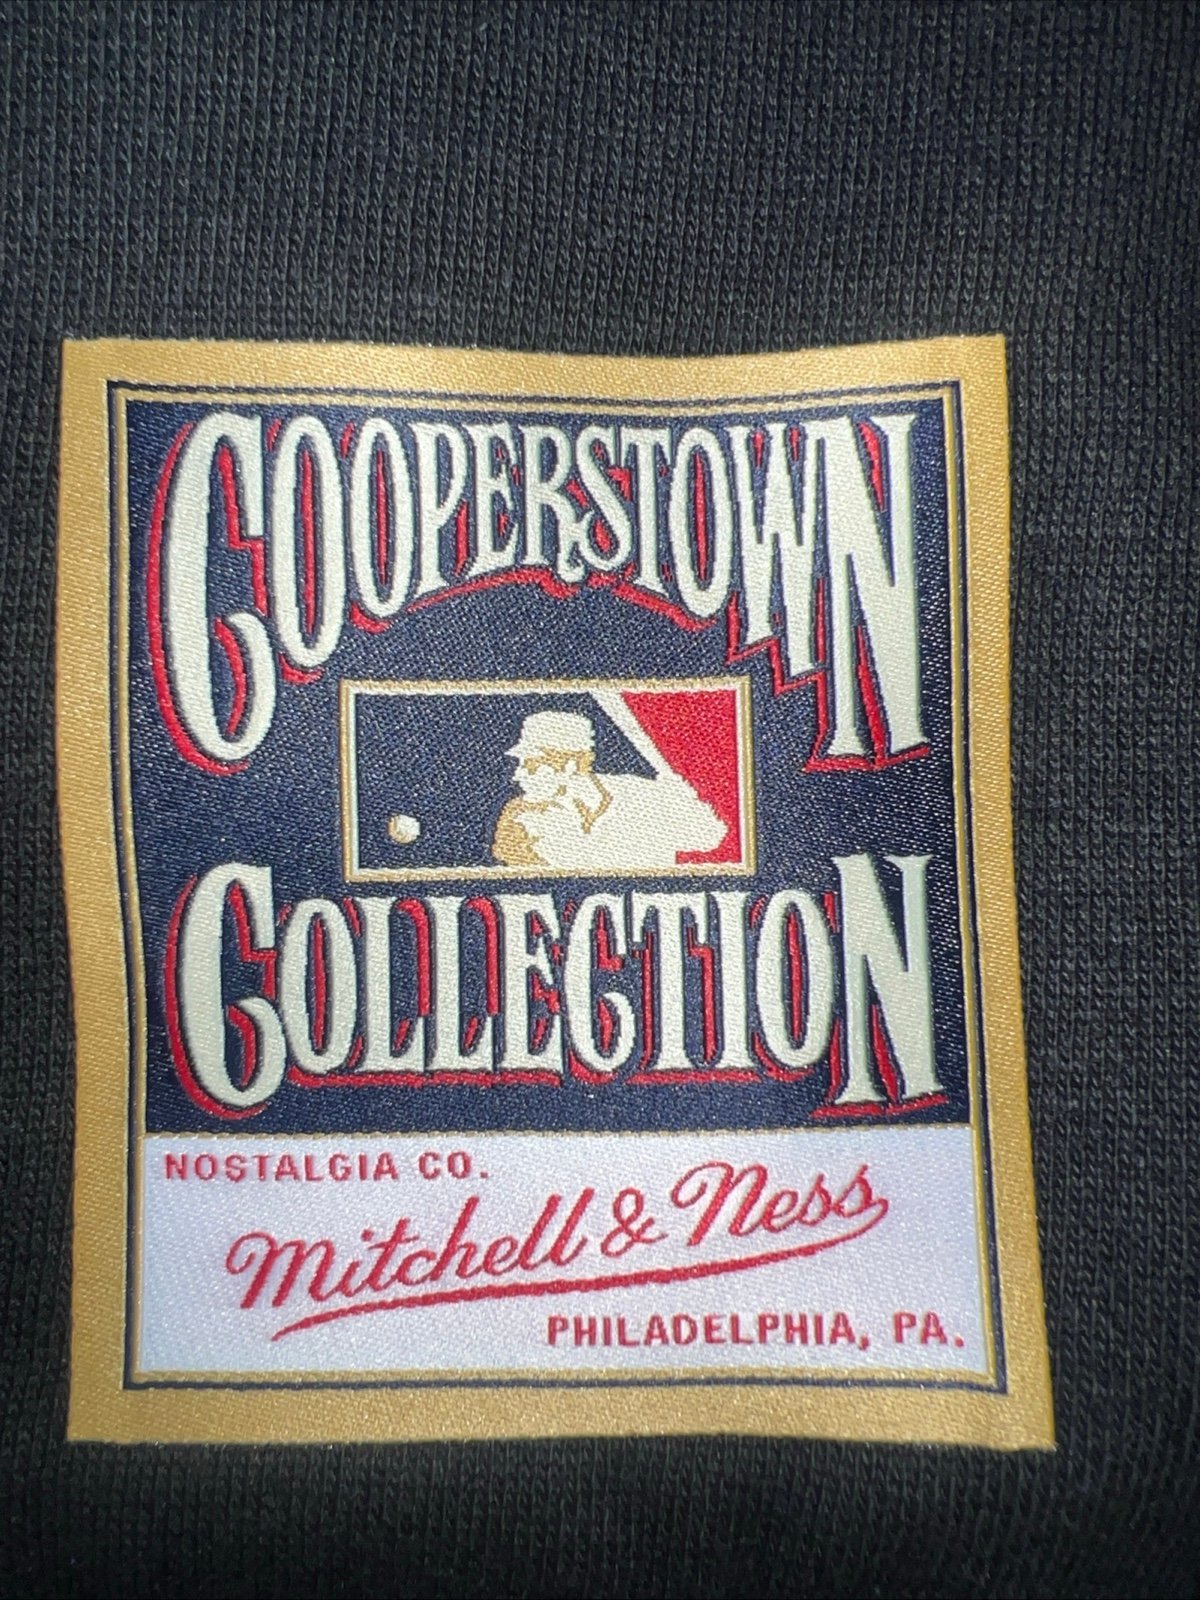 COOPERSTOWN
COLLECTION
NOSTALGIA CO.
Mitchell & Ness
PHILADELPHIA, PA.